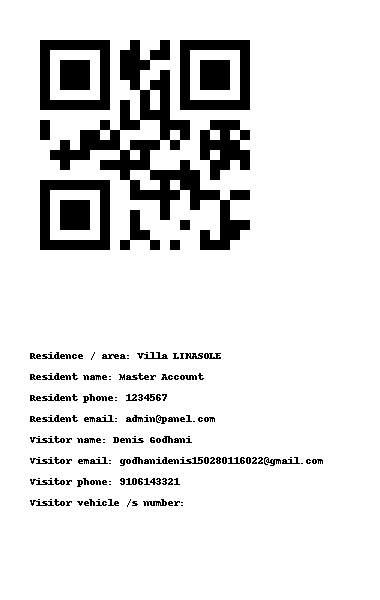 Residence / area: Villa LINASOLE
Resident name: Master Account
Resident phone: 1234567
Resident email: admin@panel.com
Visitor name: Denis Godhani
Visitor email: godhanidenis150280116022@gmail.com
Visitor phone: 9106143321
Visitor vehicle /s number: